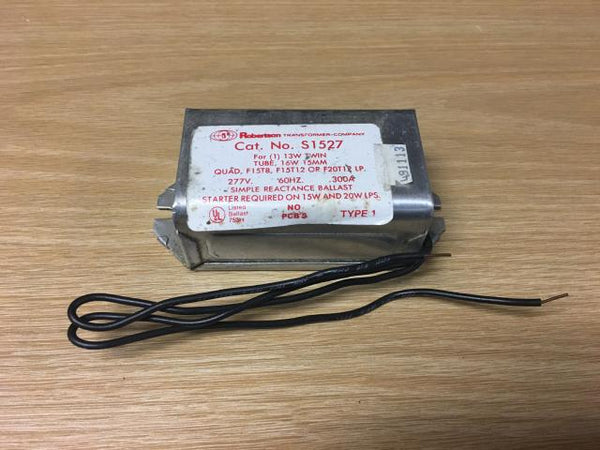 Robertson TRANSFORMER-COMPANY
Cat. No. S1527
For (1) 13W TWIN
TUBE, 16W 15MM
QUAD, F15T8, F15T12 OR F20T12 LP.
277V. 60HZ. .300A
SIMPLE REACTANCE BALLAST
STARTER REQUIRED ON 15W AND 20W LPS.
UL Listed
Ballast
NO
PCB'S
TYPE 1
491113